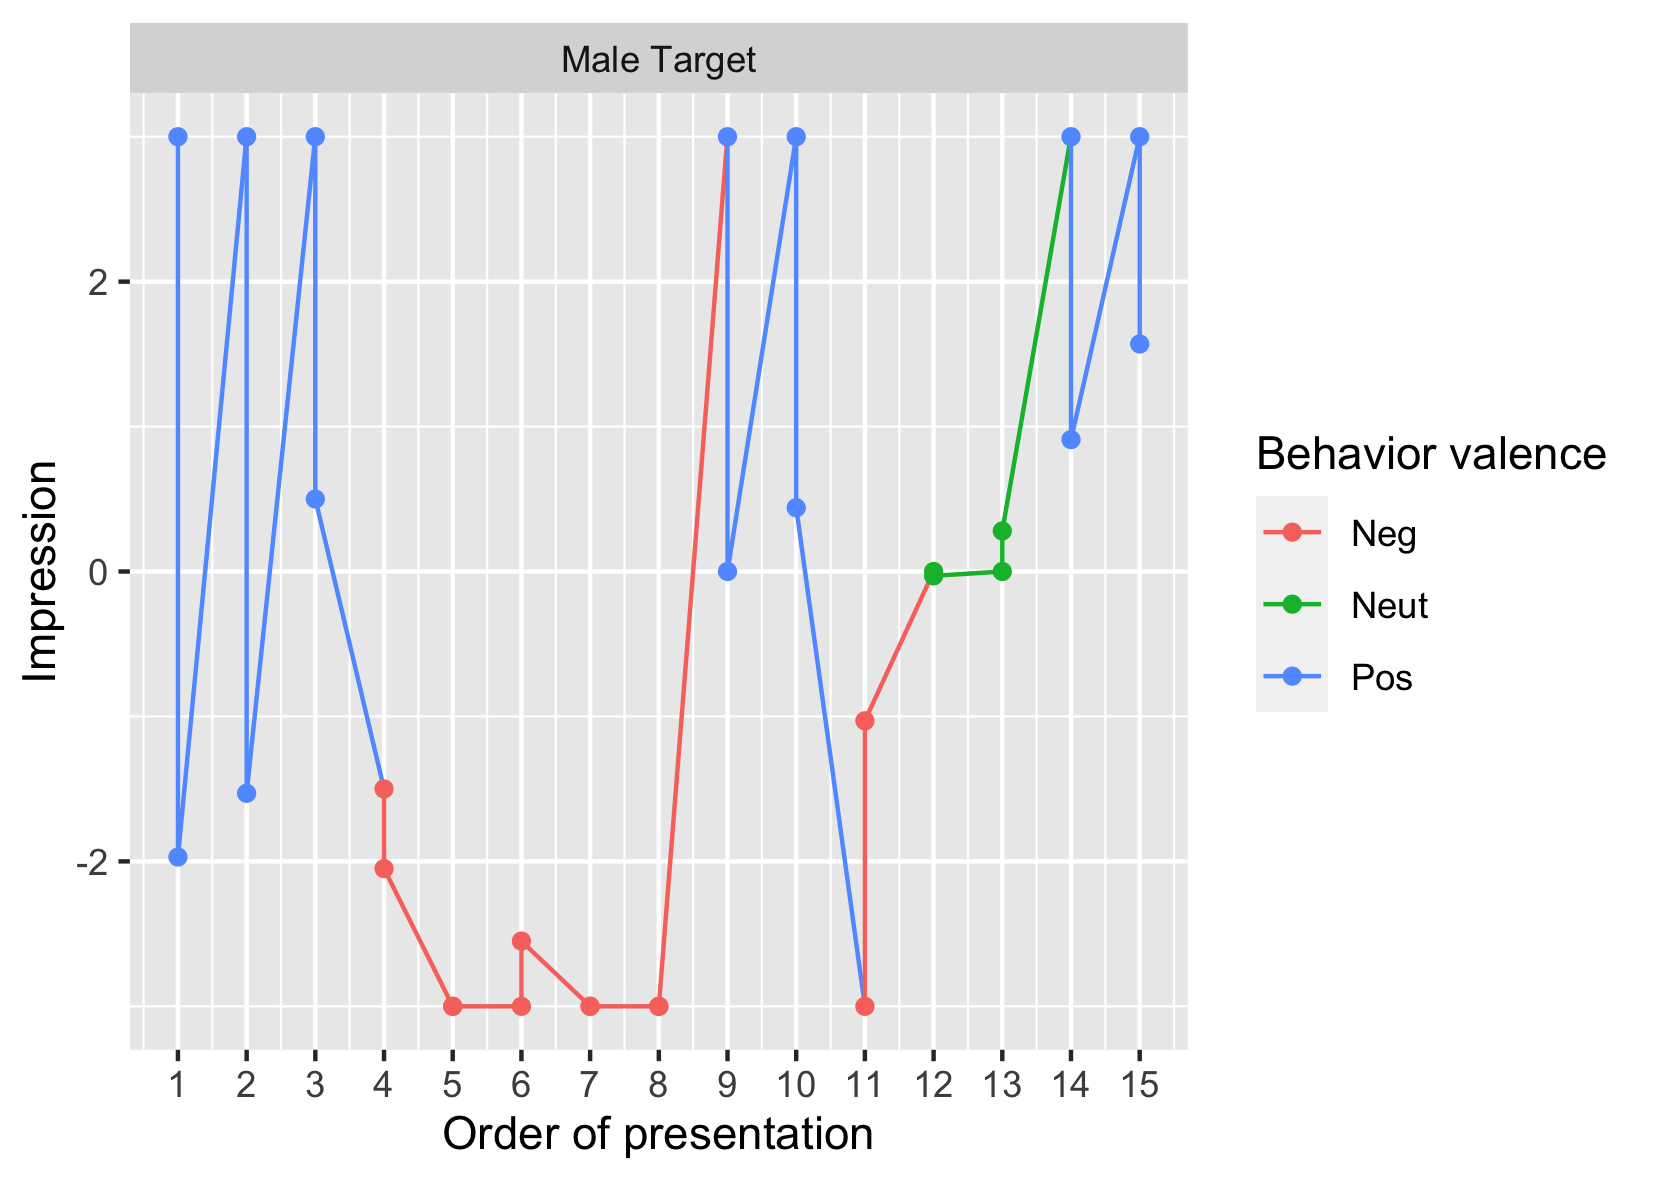 Male Target
Impression
2
0
-2
1 2 3 4 5 6 7 8 9 10 11 12 13 14 15
Order of presentation
Behavior valence
Neg
Neut
Pos